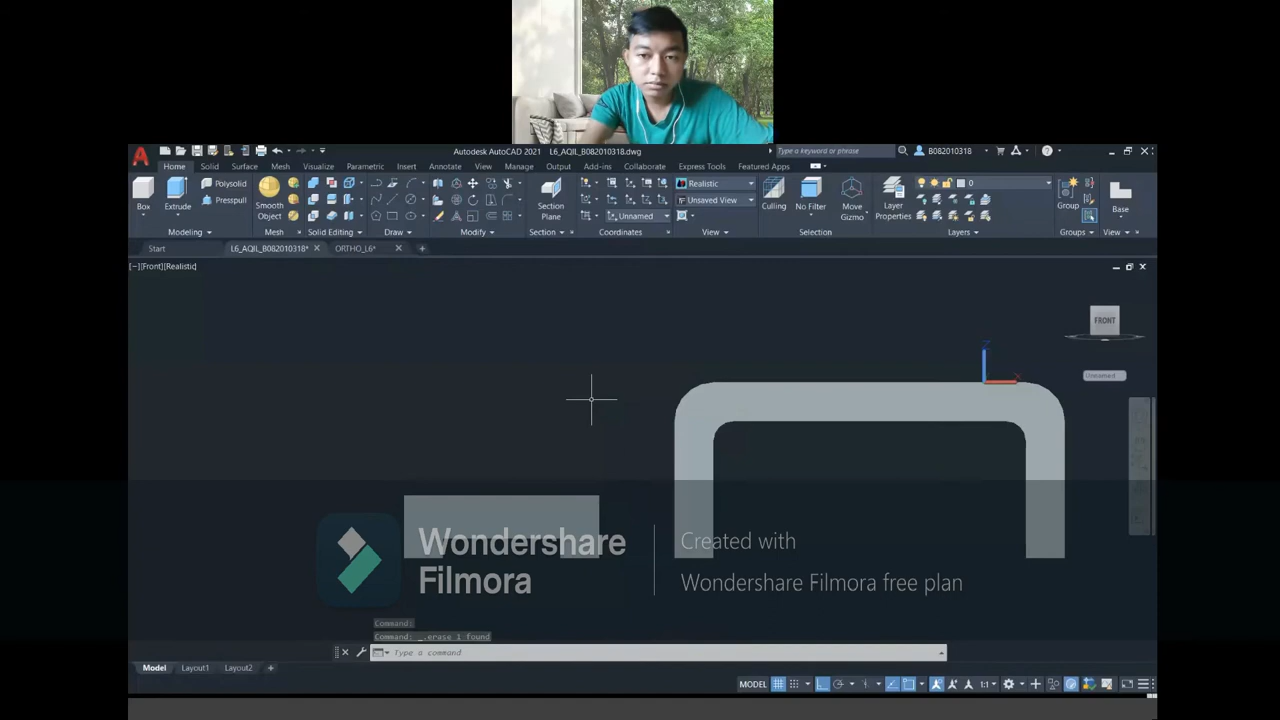 Autodesk AutoCAD 2021 L6_AQIL_B082010318.dwg
Type a keyword or phrase
B082010318
Home Solid Surface Mesh Visualize Parametric Insert Annotate View Manage Output Add-ins Collaborate Express Tools Featured Apps
Box
Extrude
Polysolid
Presspull
Smooth
Object
Section
Plane
Realistic
Unsaved View
Unnamed
Culling
No Filter
Move
Gizmo
Layer
Properties
0
Group
Base
Modeling Mesh Solid Editing Draw Modify Section Coordinates View Selection Layers Groups View
Start L6_AQIL_B082010318* ORTHO_L6*
[−][Front][Realistic]
FRONT
Z
X
Unnamed
Wondershare
Filmora
Created with
Wondershare Filmora free plan
Command:
Command: _.erase 1 found
Type a command
Model Layout1 Layout2
MODEL 1:1